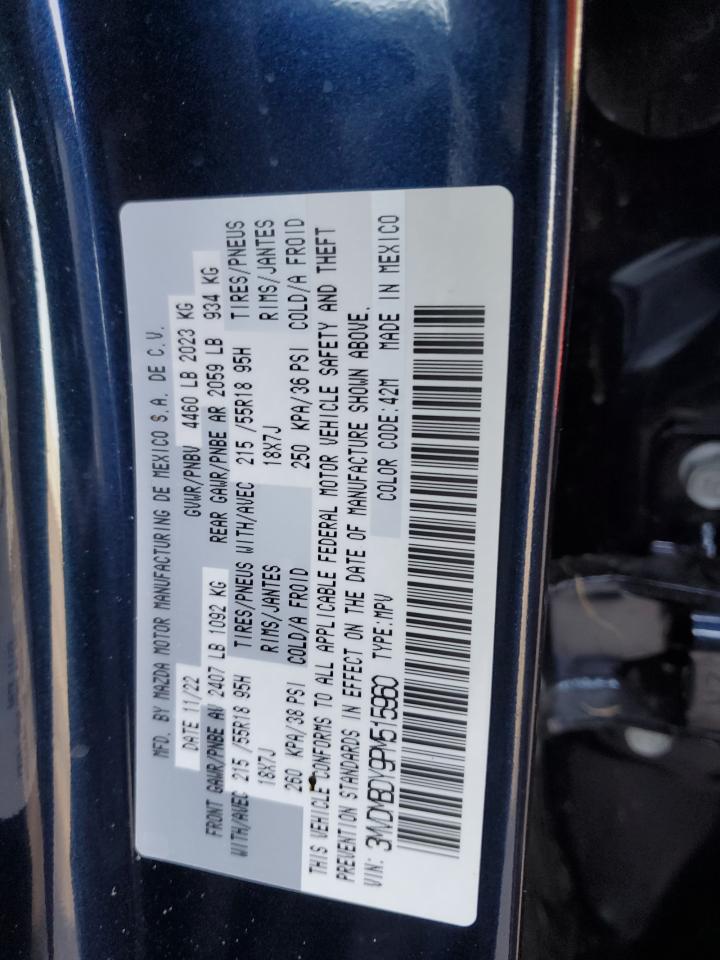 MFD. BY MAZDA MOTOR MANUFACTURING DE MEXICO S.A. DE C.V.
DATE 11/22 GVWR/PNBV 4460 LB 2023 KG
FRONT GAWR/PNBE AV 2407 LB 1092 KG REAR GAWR/PNBE AR 2059 LB 934 KG
WITH/AVEC 215 /55R18 95H TIRES/PNEUS WITH/AVEC 215 /55R18 95H TIRES/PNEUS
18X7J RIMS/JANTES 18X7J RIMS/JANTES
260 KPA/38 PSI COLD/A FROID 250 KPA/36 PSI COLD/A FROID
THIS VEHICLE CONFORMS TO ALL APPLICABLE FEDERAL MOTOR VEHICLE SAFETY AND THEFT
PREVENTION STANDARDS IN EFFECT ON THE DATE OF MANUFACTURE SHOWN ABOVE.
VIN: 3MVDMBDY9PM515960 TYPE:MPV COLOR CODE:42M MADE IN MEXICO